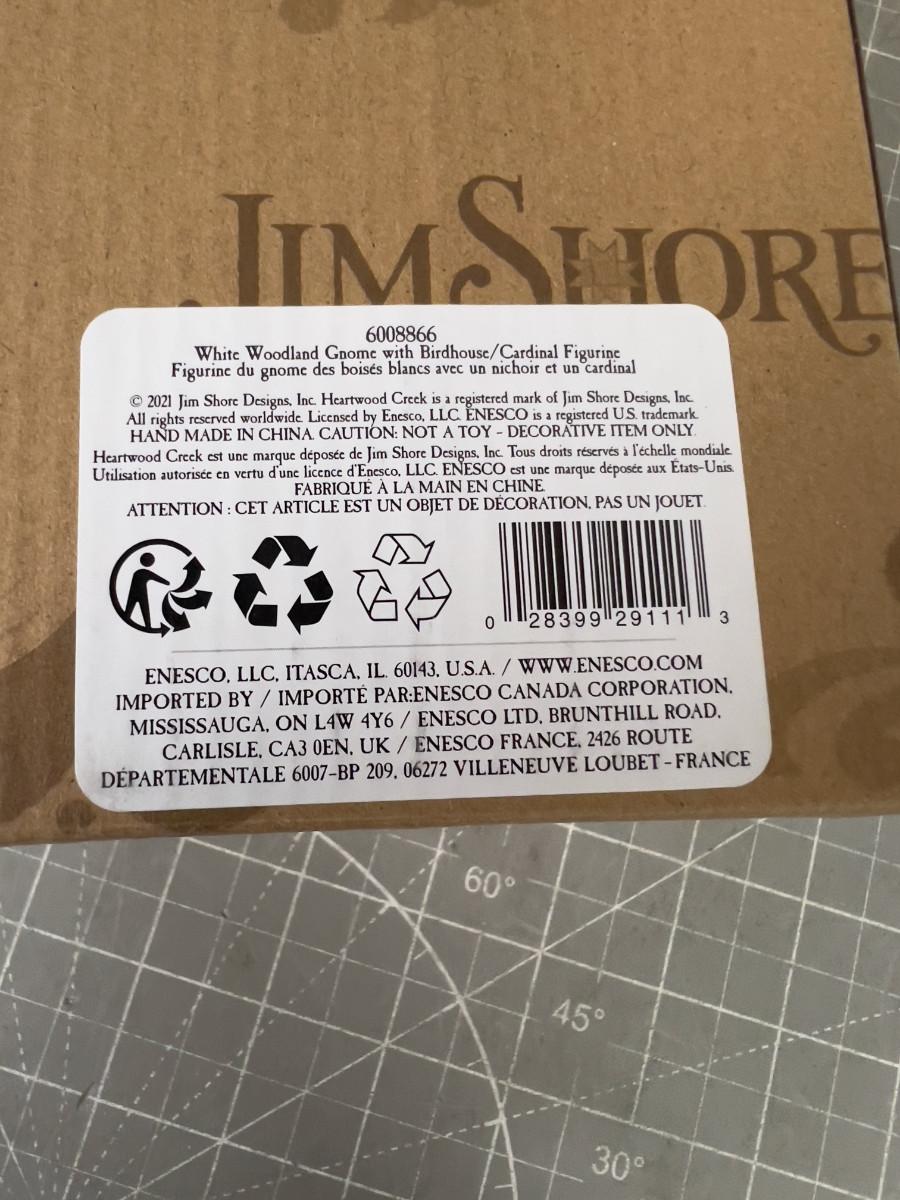 JIM SHORE
6008866
White Woodland Gnome with Birdhouse/Cardinal Figurine
Figurine du gnome des boisés blancs avec un nichoir et un cardinal
© 2021 Jim Shore Designs, Inc. Heartwood Creek is a registered mark of Jim Shore Designs, Inc.
All rights reserved worldwide. Licensed by Enesco, LLC. ENESCO is a registered U.S. trademark.
HAND MADE IN CHINA. CAUTION: NOT A TOY - DECORATIVE ITEM ONLY.
Heartwood Creek est une marque déposée de Jim Shore Designs, Inc. Tous droits réservés à l'échelle mondiale.
Utilisation autorisée en vertu d'une licence d'Enesco, LLC. ENESCO est une marque déposée aux États-Unis.
FABRIQUÉ À LA MAIN EN CHINE.
ATTENTION : CET ARTICLE EST UN OBJET DE DÉCORATION, PAS UN JOUET.
0 28399 29111 3
ENESCO, LLC, ITASCA, IL. 60143, U.S.A. / WWW.ENESCO.COM
IMPORTED BY / IMPORTÉ PAR:ENESCO CANADA CORPORATION,
MISSISSAUGA, ON L4W 4Y6 / ENESCO LTD, BRUNTHILL ROAD,
CARLISLE, CA3 0EN, UK / ENESCO FRANCE, 2426 ROUTE
DÉPARTEMENTALE 6007-BP 209, 06272 VILLENEUVE LOUBET - FRANCE
60°
45°
30°